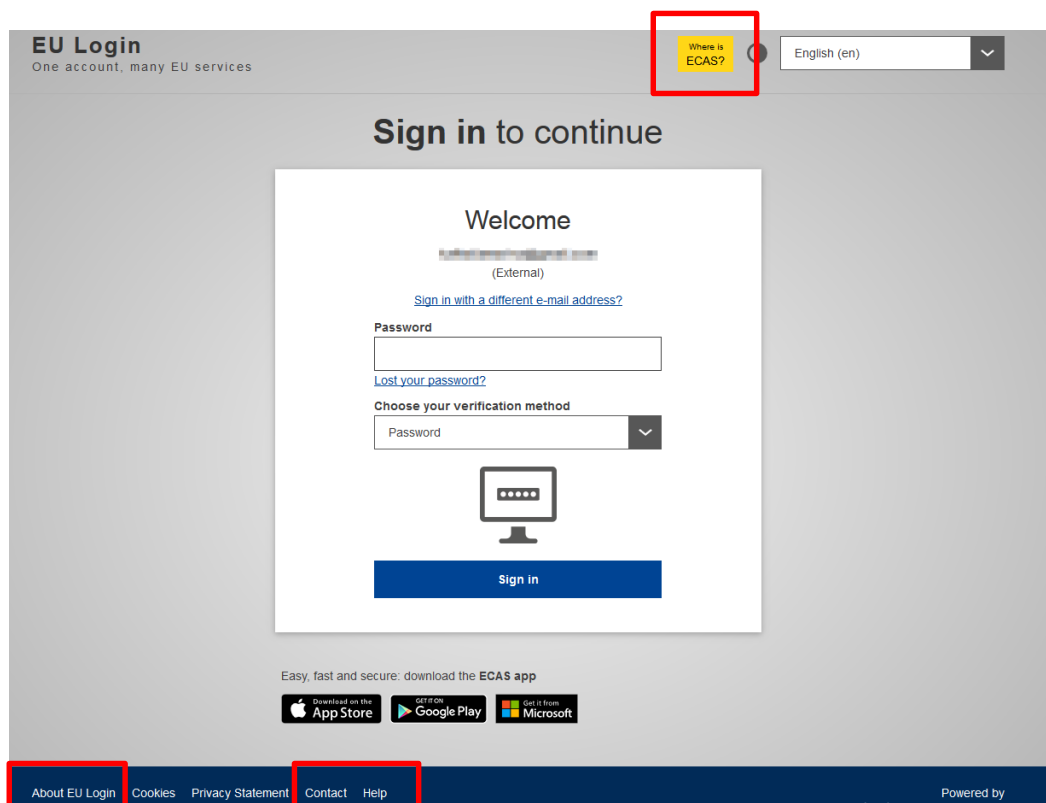 EU Login
One account, many EU services
Where is
ECAS?
English (en)
Sign in to continue
Welcome
(External)
Sign in with a different e-mail address?
Password
Lost your password?
Choose your verification method
Password
Sign in
Easy, fast and secure: download the ECAS app
Download on the
App Store
GET IT ON
Google Play
Get it from
Microsoft
About EU Login Cookies Privacy Statement Contact Help Powered by